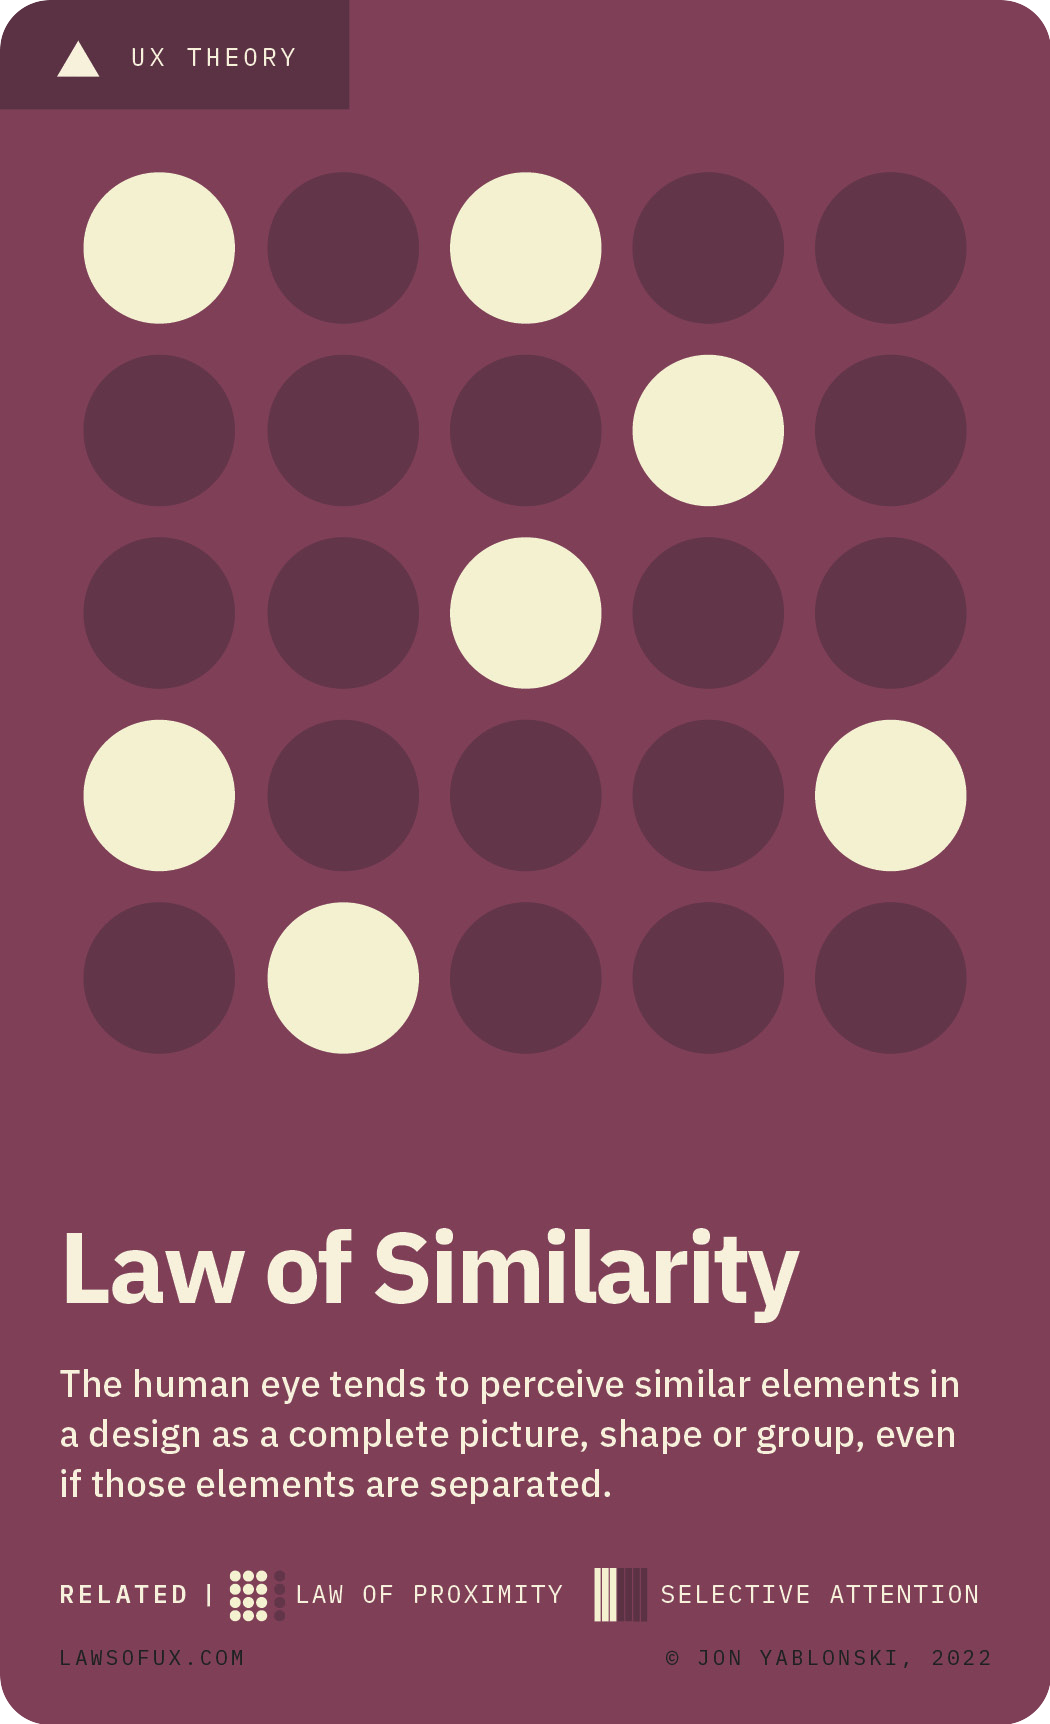 UX THEORY
Law of Similarity
The human eye tends to perceive similar elements in
a design as a complete picture, shape or group, even
if those elements are separated.
RELATED | LAW OF PROXIMITY SELECTIVE ATTENTION
LAWSOFUX.COM © JON YABLONSKI, 2022